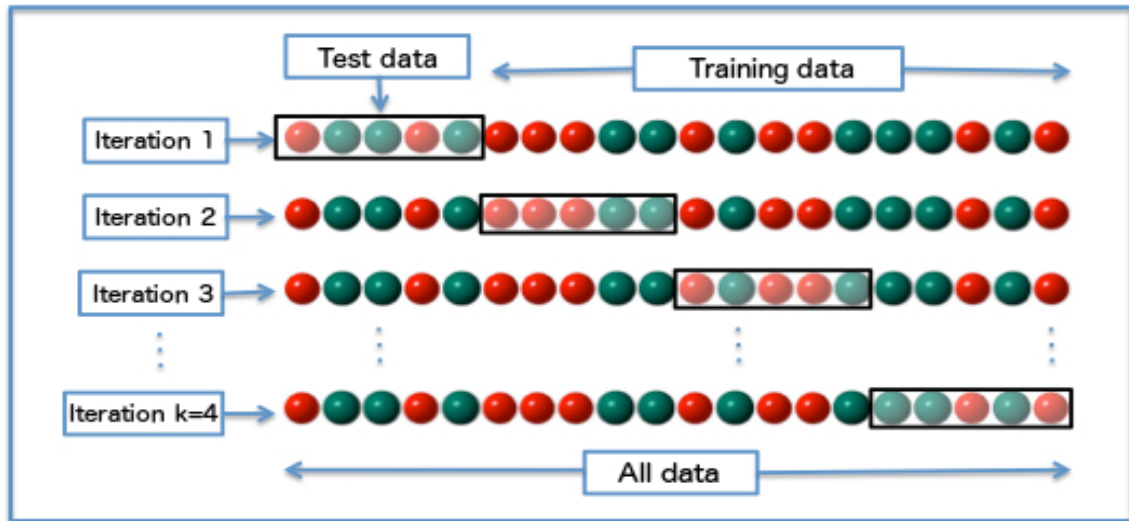 Test data
Training data
Iteration 1
Iteration 2
Iteration 3
Iteration k=4
All data